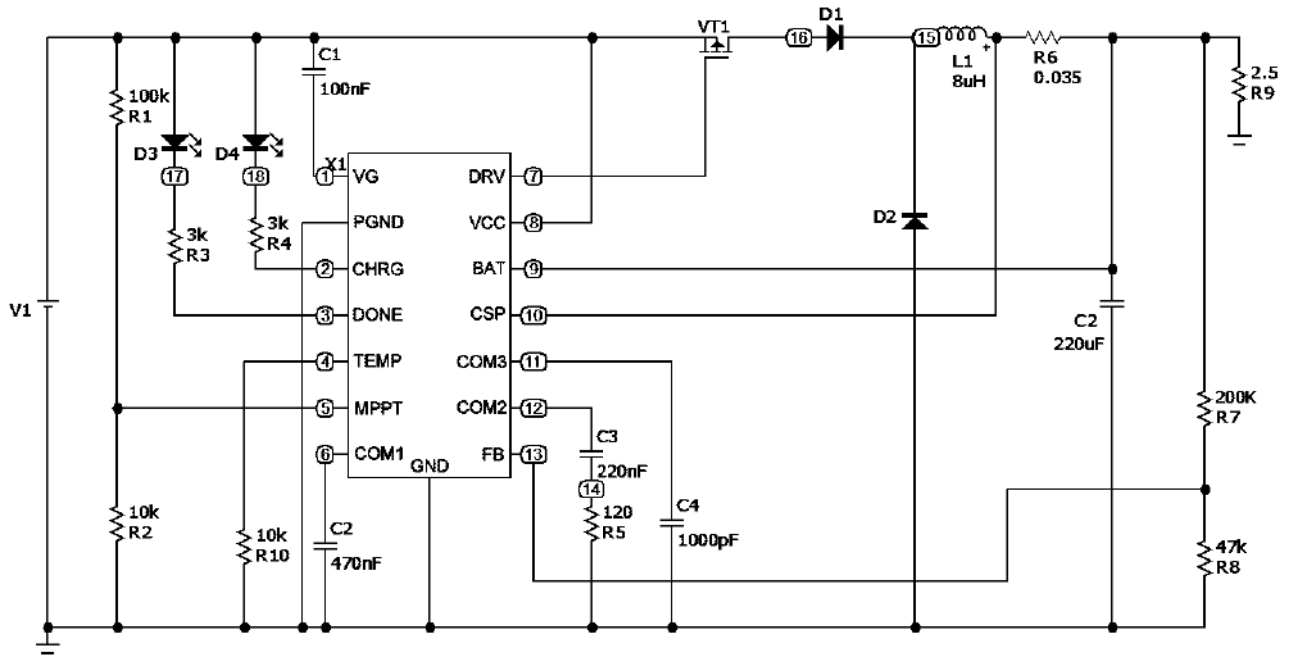 VT1
D1
16
15
L1
8uH
+
R6
0.035
2.5
R9
C1
100nF
100k
R1
D3
D4
17
18
X1
1
VG
DRV
7
3k
R3
3k
R4
PGND
VCC
8
D2
2
CHRG
BAT
9
V1
3
DONE
CSP
10
C2
220uF
4
TEMP
COM3
11
5
MPPT
COM2
12
200K
R7
6
COM1
GND
FB
13
C3
220nF
14
10k
R2
10k
R10
C2
470nF
120
R5
C4
1000pF
47k
R8